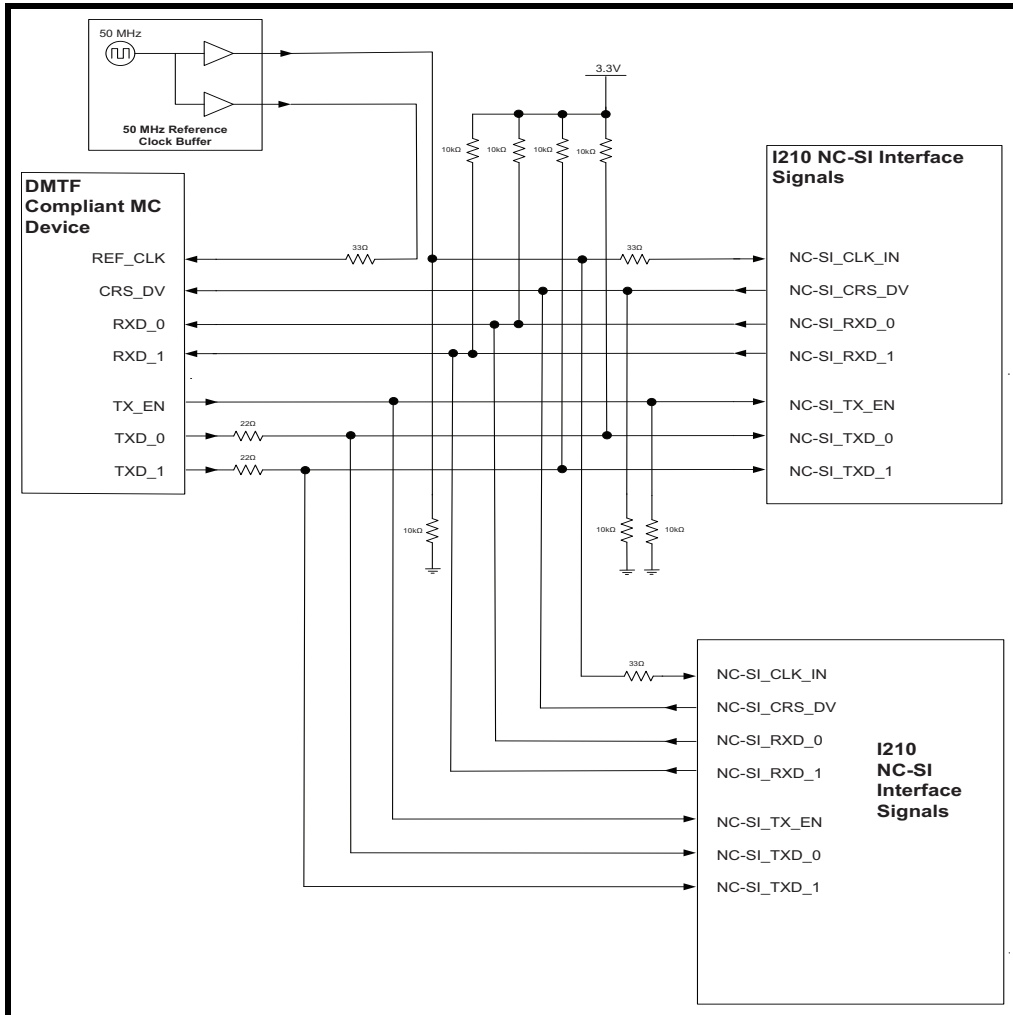 50 MHz
50 MHz Reference
Clock Buffer
3.3V
10kΩ
10kΩ
10kΩ
10kΩ
DMTF
Compliant MC
Device
REF_CLK
CRS_DV
RXD_0
RXD_1
TX_EN
TXD_0
TXD_1
33Ω
22Ω
22Ω
33Ω
I210 NC-SI Interface
Signals
NC-SI_CLK_IN
NC-SI_CRS_DV
NC-SI_RXD_0
NC-SI_RXD_1
NC-SI_TX_EN
NC-SI_TXD_0
NC-SI_TXD_1
10kΩ
10kΩ
10kΩ
33Ω
NC-SI_CLK_IN
NC-SI_CRS_DV
NC-SI_RXD_0
NC-SI_RXD_1
NC-SI_TX_EN
NC-SI_TXD_0
NC-SI_TXD_1
I210
NC-SI
Interface
Signals